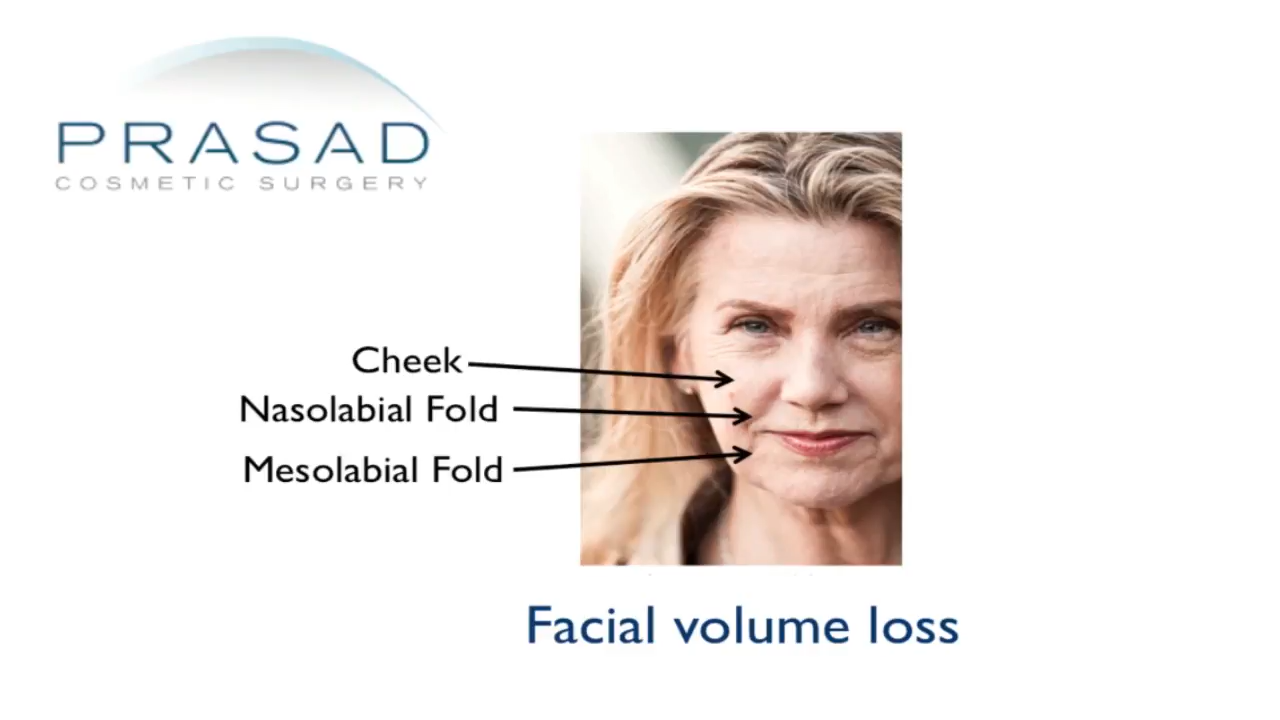 PRASAD
COSMETIC SURGERY
Cheek
Nasolabial Fold
Mesolabial Fold
Facial volume loss